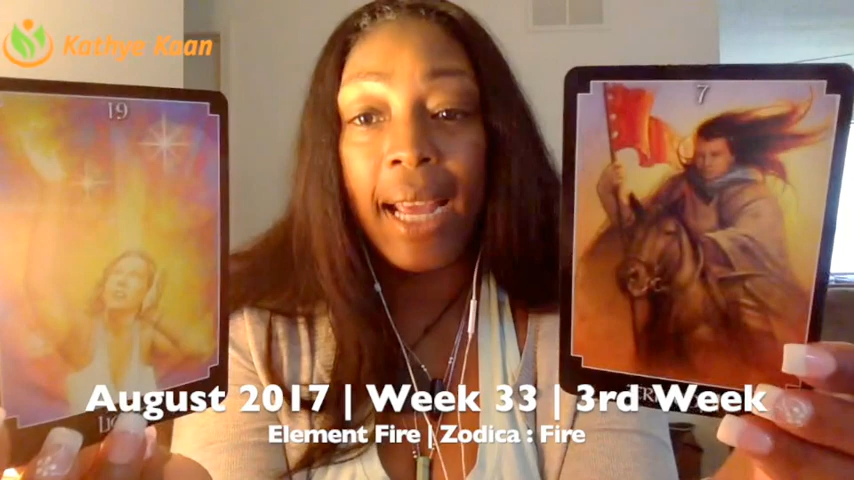 Kathye Kaan
19
7
August 2017 | Week 33 | 3rd Week
Element Fire | Zodica : Fire